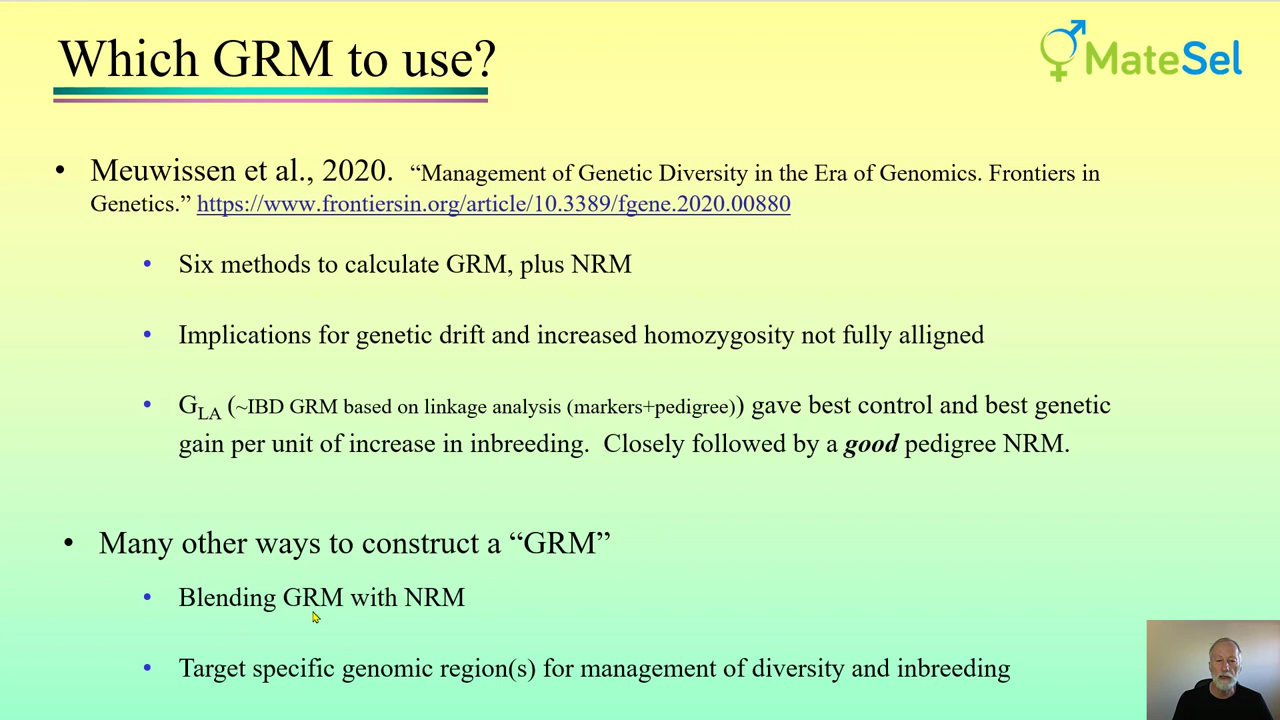 Which GRM to use?
MateSel
• Meuwissen et al., 2020. “Management of Genetic Diversity in the Era of Genomics. Frontiers in
Genetics.” https://www.frontiersin.org/article/10.3389/fgene.2020.00880
• Six methods to calculate GRM, plus NRM
• Implications for genetic drift and increased homozygosity not fully alligned
• GLA (~IBD GRM based on linkage analysis (markers+pedigree)) gave best control and best genetic
gain per unit of increase in inbreeding. Closely followed by a good pedigree NRM.
• Many other ways to construct a “GRM”
• Blending GRM with NRM
• Target specific genomic region(s) for management of diversity and inbreeding